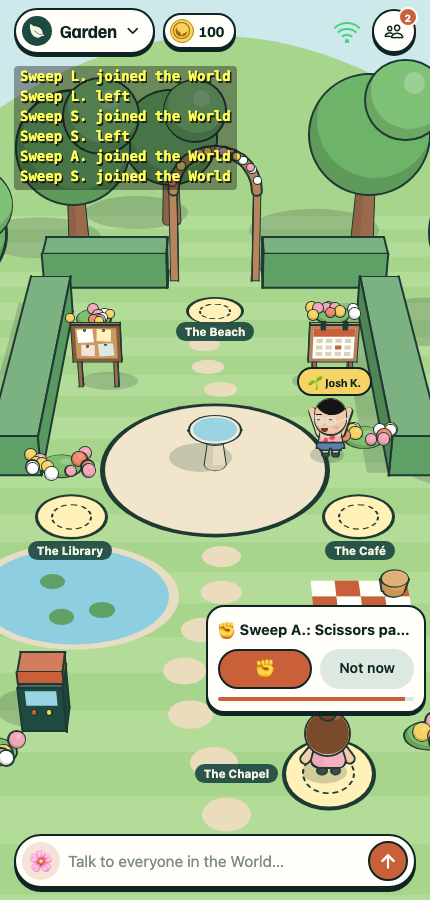 Garden
100
2
Sweep L. joined the World
Sweep L. left
Sweep S. joined the World
Sweep S. left
Sweep A. joined the World
Sweep S. joined the World
The Beach
🌱 Josh K.
The Library
The Café
✊ Sweep A.: Scissors pa...
✊
Not now
The Chapel
🌸 Talk to everyone in the World...